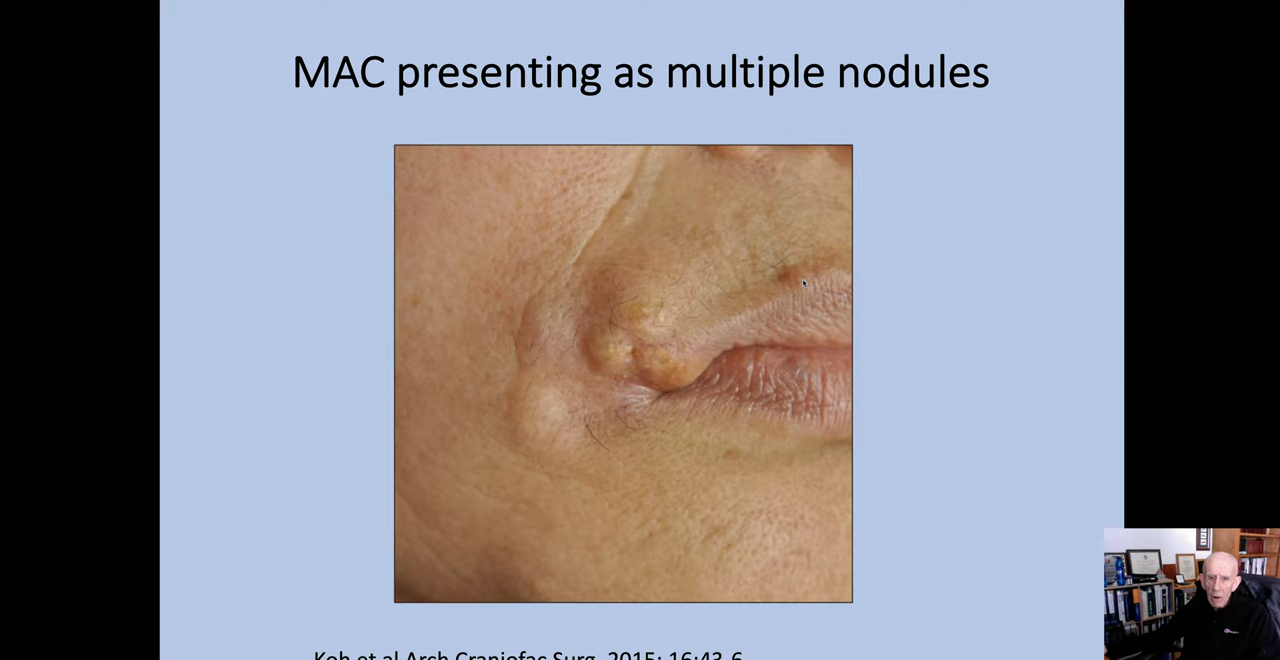 MAC presenting as multiple nodules
Koh et al Arch Craniofac Surg. 2015; 16:43-6